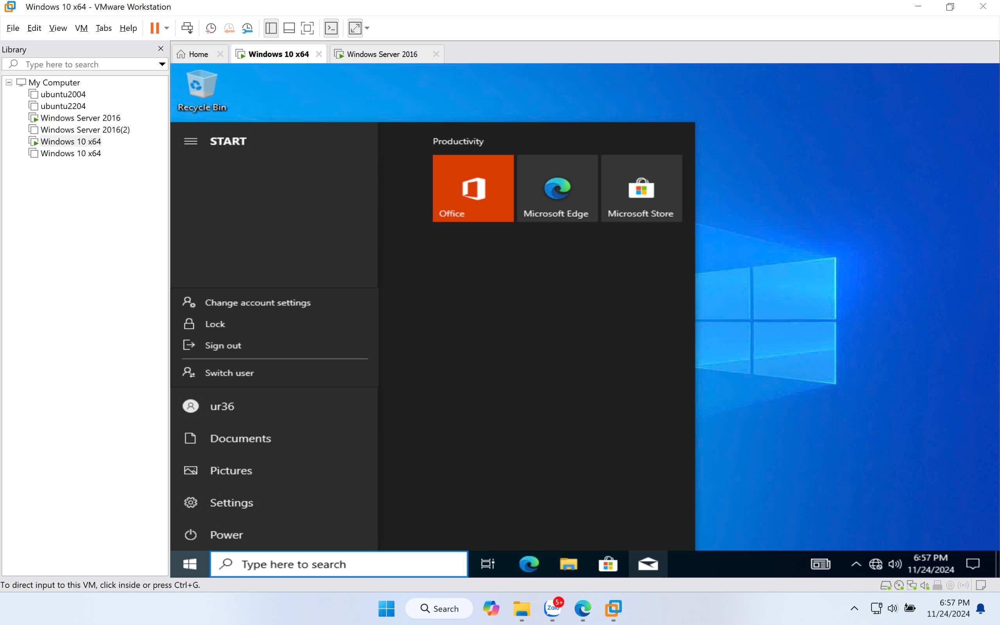 Windows 10 x64 - VMware Workstation
File Edit View VM Tabs Help
Library
Type here to search
My Computer
ubuntu2004
ubuntu2204
Windows Server 2016
Windows Server 2016(2)
Windows 10 x64
Windows 10 x64
Home
Windows 10 x64
Windows Server 2016
Recycle Bin
START
Productivity
Office
Microsoft Edge
Microsoft Store
Change account settings
Lock
Sign out
Switch user
ur36
Documents
Pictures
Settings
Power
Type here to search
6:57 PM
11/24/2024
To direct input to this VM, click inside or press Ctrl+G.
Search
Zalo
5+
6:57 PM
11/24/2024